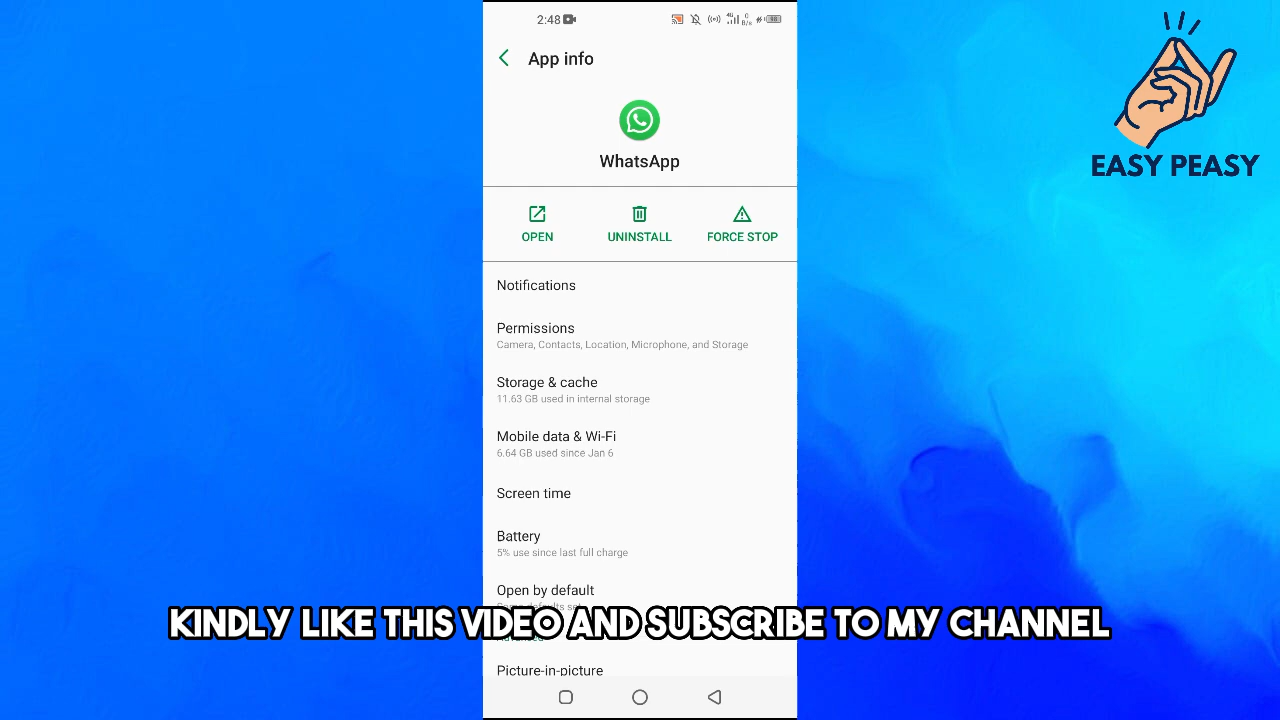 2:48
App info
EASY PEASY
WhatsApp
OPEN
UNINSTALL
FORCE STOP
Notifications
Permissions
Camera, Contacts, Location, Microphone, and Storage
Storage & cache
11.63 GB used in internal storage
Mobile data & Wi-Fi
6.64 GB used since Jan 6
Screen time
Battery
5% use since last full charge
Open by default
KINDLY LIKE THIS VIDEO AND SUBSCRIBE TO MY CHANNEL
Picture-in-picture